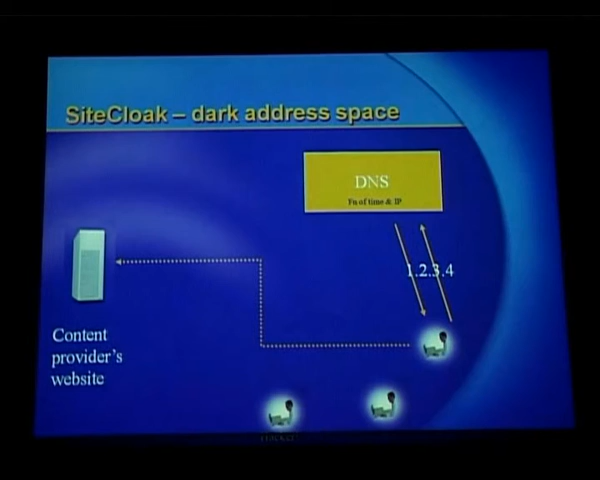 SiteCloak – dark address space
DNS
Fn of time & IP
1.2.3.4
Content
provider's
website